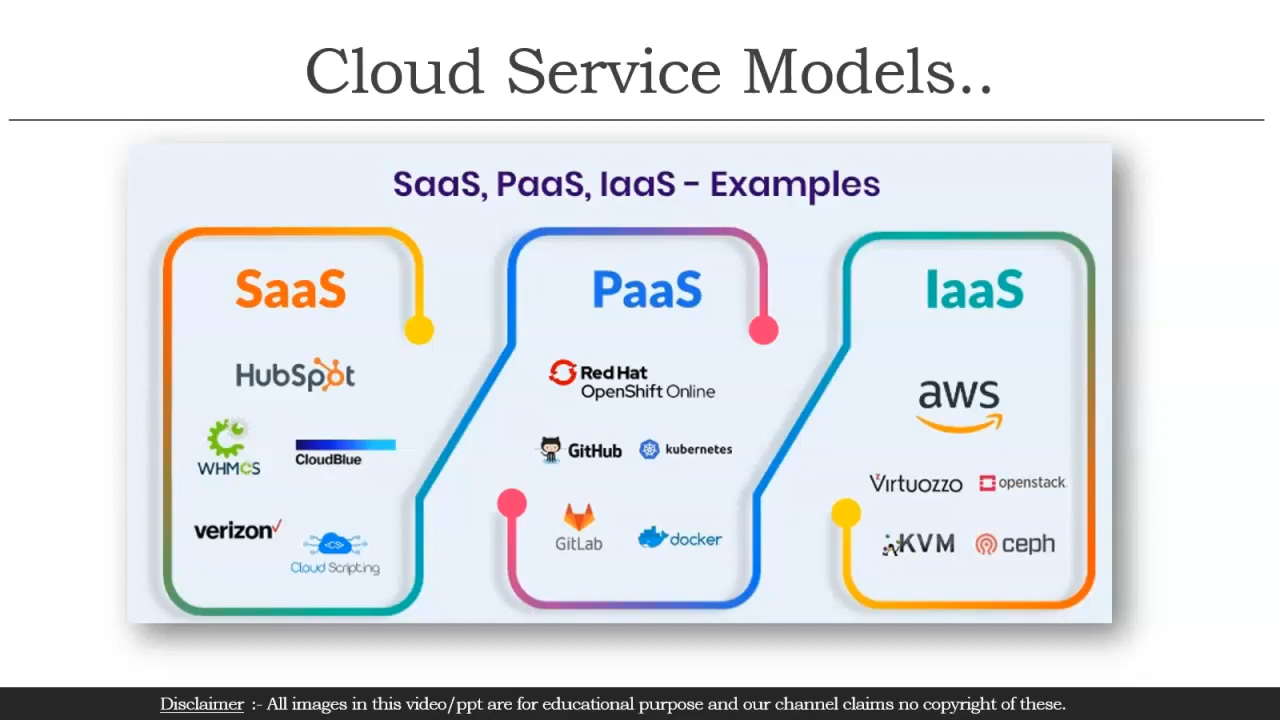 Cloud Service Models..
SaaS, PaaS, IaaS - Examples
SaaS
HubSpot
WHMCS
CloudBlue
verizon
CS
Cloud Scripting
PaaS
Red Hat
OpenShift Online
GitHub
kubernetes
GitLab
docker
IaaS
aws
Virtuozzo
openstack.
KVM
ceph
Disclaimer :- All images in this video/ppt are for educational purpose and our channel claims no copyright of these.